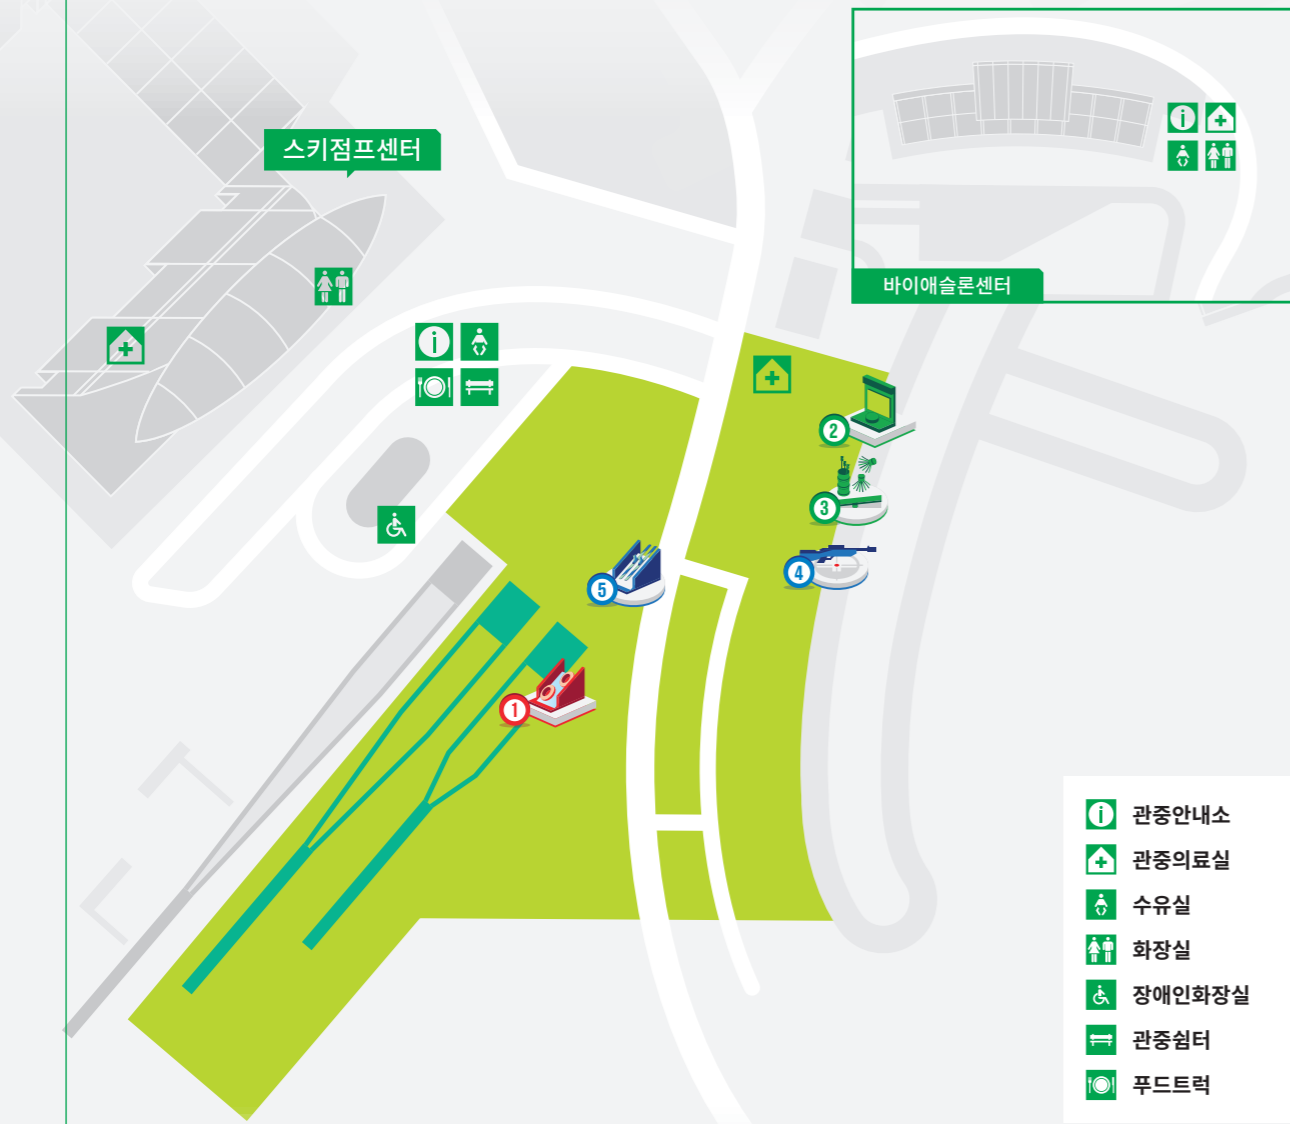 스키점프센터
바이애슬론센터
2
3
4
5
1
관중안내소
관중의료실
수유실
화장실
장애인화장실
관중쉼터
푸드트럭